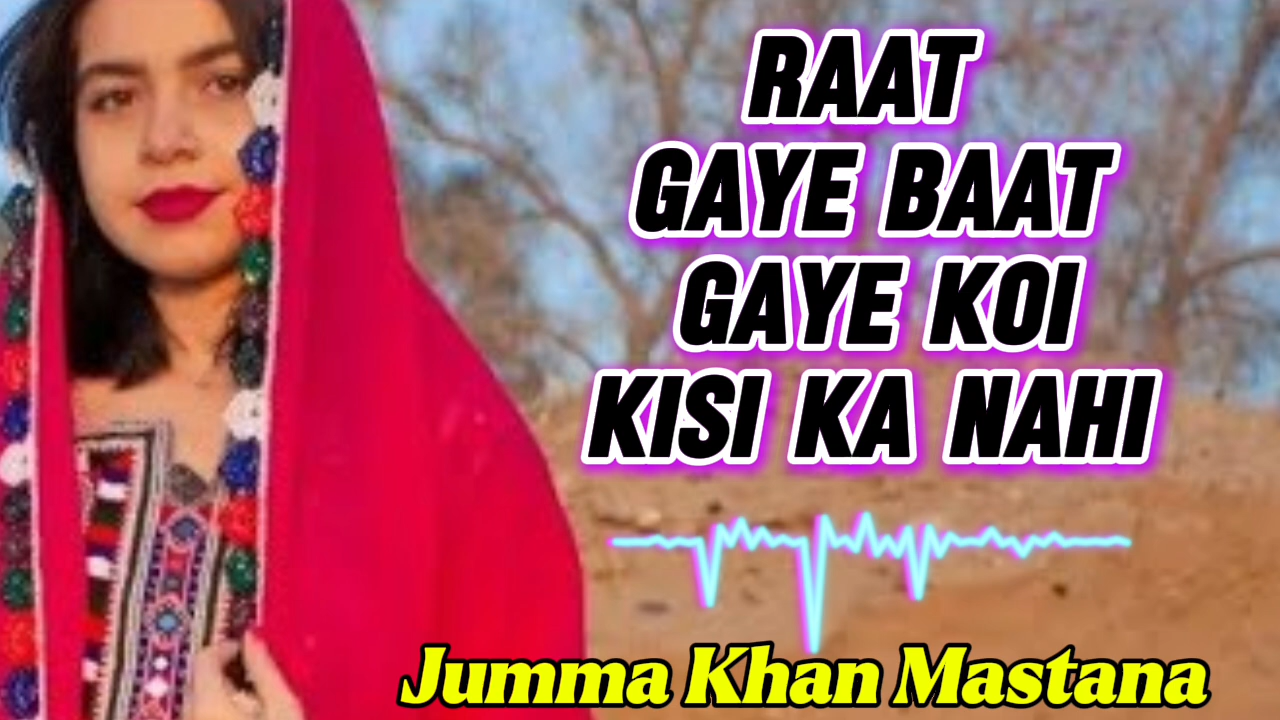 RAAT
GAYE BAAT
GAYE KOI
KISI KA NAHI
Jumma Khan Mastana